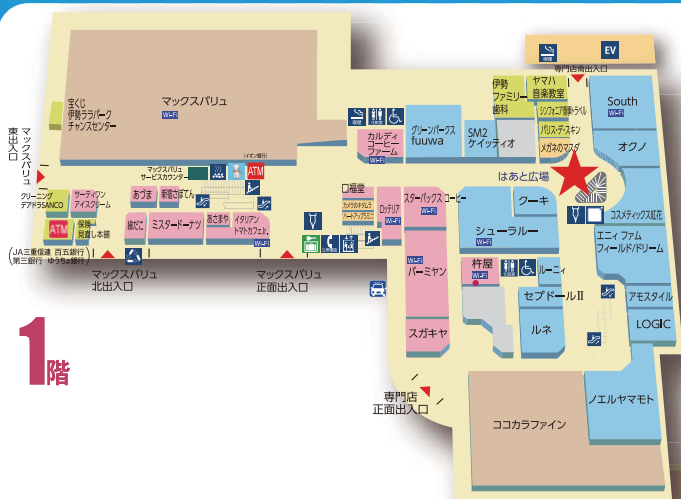 EV
喫煙
専門店南出入口
伊勢
ファミリー
歯科
ヤマハ
音楽教室
シンフォニア西華トラベル
パリス・デ・スキン
メガネのマスダ
South
Wi-Fi
オクノ
宝くじ
伊勢ララパーク
チャンスセンター
マックスバリュ
Wi-Fi
喫煙
カルディ
コーヒー
ファーム
Wi-Fi
グリーンパークス
fuuwa
SM2
ケイッティオ
はあと広場
マックスバリュ
東出入口
マックスバリュ
サービスカウンター
イオン銀行
ATM
クリーニング
デアドラSANCO
サーティワン
アイスクリーム
ATM
保険
見直し本舗
あづま
新宿さぼてん
銀だこ
ミスタードーナツ
あさまや
イタリアン
トマトカフェJr.
Wi-Fi
口福堂
カメラのキタムラ
ハートアップミニ
ロッテリア
スターバックス コーヒー
Wi-Fi
クーキ
シューラルー
Wi-Fi
コスメティックス紅花
エニィ ファム
フィールド/ドリーム
(JA三重信連 百五銀行
第三銀行 ゆうちょ銀行)
マックスバリュ
北出入口
マックスバリュ
正面出入口
Wi-Fi
バーミヤン
杵屋
Wi-Fi
ルーニィ
セブドールⅡ
ルネ
アモスタイル
LOGIC
スガキヤ
1階
専門店
正面出入口
ココカラファイン
ノエルヤマモト